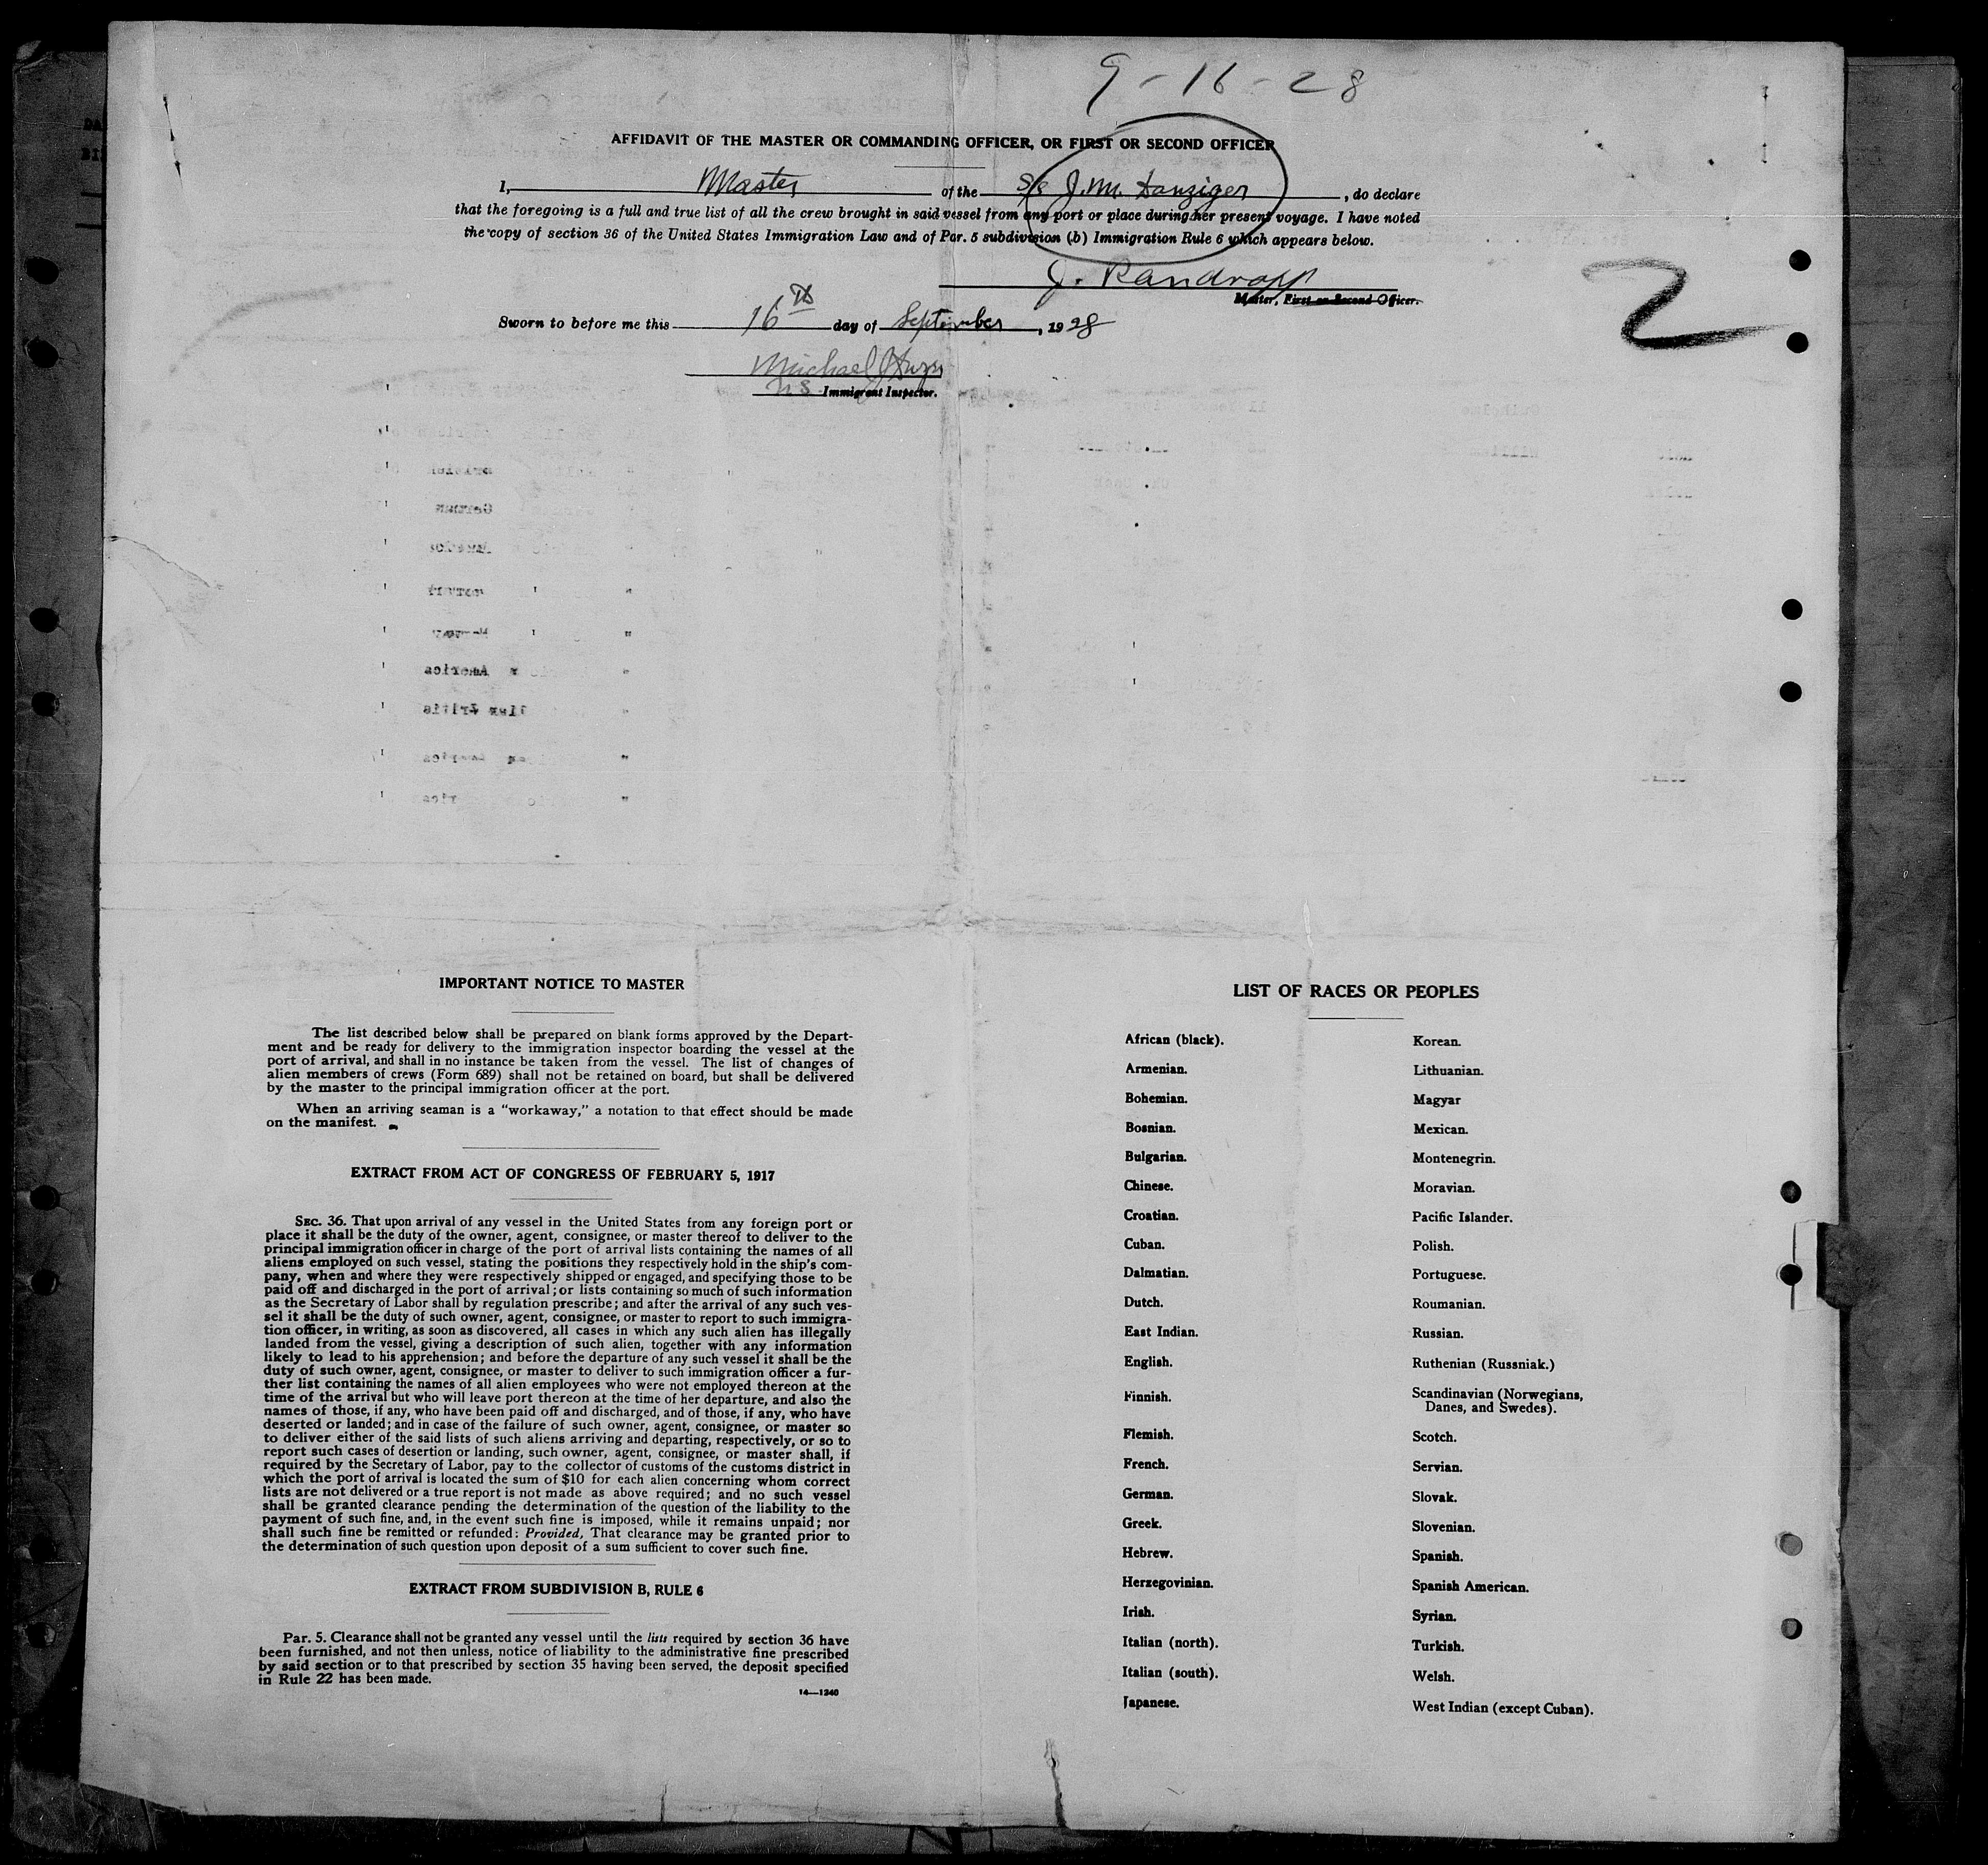 9-16-28
AFFIDAVIT OF THE MASTER OR COMMANDING OFFICER, OR FIRST OR SECOND OFFICER
I, Master of the S/S J. M. Danziger, do declare
that the foregoing is a full and true list of all the crew brought in said vessel from any port or place during her present voyage. I have noted
the copy of section 36 of the United States Immigration Law and of Par. 5 subdivision (b) Immigration Rule 6 which appears below.
J. Randropp
Master, First or Second Officer.
2
Sworn to before me this 16th day of September, 1928
Michael
Immigrant Inspector.
IMPORTANT NOTICE TO MASTER
The list described below shall be prepared on blank forms approved by the Depart-
ment and be ready for delivery to the immigration inspector boarding the vessel at the
port of arrival, and shall in no instance be taken from the vessel. The list of changes of
alien members of crews (Form 689) shall not be retained on board, but shall be delivered
by the master to the principal immigration officer at the port.
When an arriving seaman is a "workaway," a notation to that effect should be made
on the manifest.
EXTRACT FROM ACT OF CONGRESS OF FEBRUARY 5, 1917
SEC. 36. That upon arrival of any vessel in the United States from any foreign port or
place it shall be the duty of the owner, agent, consignee, or master thereof to deliver to the
principal immigration officer in charge of the port of arrival lists containing the names of all
aliens employed on such vessel, stating the positions they respectively hold in the ship's com-
pany, when and where they were respectively shipped or engaged, and specifying those to be
paid off and discharged in the port of arrival; or lists containing so much of such information
as the Secretary of Labor shall by regulation prescribe; and after the arrival of any such ves-
sel it shall be the duty of such owner, agent, consignee, or master to report to such immigra-
tion officer, in writing, as soon as discovered, all cases in which any such alien has illegally
landed from the vessel, giving a description of such alien, together with any information
likely to lead to his apprehension; and before the departure of any such vessel it shall be the
duty of such owner, agent, consignee, or master to deliver to such immigration officer a fur-
ther list containing the names of all alien employees who were not employed thereon at the
time of the arrival but who will leave port thereon at the time of her departure, and also the
names of those, if any, who have been paid off and discharged, and of those, if any, who have
deserted or landed; and in case of the failure of such owner, agent, consignee, or master so
to deliver either of the said lists of such aliens arriving and departing, respectively, or so to
report such cases of desertion or landing, such owner, agent, consignee, or master shall, if
required by the Secretary of Labor, pay to the collector of customs of the customs district in
which the port of arrival is located the sum of $10 for each alien concerning whom correct
lists are not delivered or a true report is not made as above required; and no such vessel
shall be granted clearance pending the determination of the question of the liability to the
payment of such fine, and, in the event such fine is imposed, while it remains unpaid; nor
shall such fine be remitted or refunded: Provided, That clearance may be granted prior to
the determination of such question upon deposit of a sum sufficient to cover such fine.
EXTRACT FROM SUBDIVISION B, RULE 6
Par. 5. Clearance shall not be granted any vessel until the lists required by section 36 have
been furnished, and not then unless, notice of liability to the administrative fine prescribed
by said section or to that prescribed by section 35 having been served, the deposit specified
in Rule 22 has been made.
14—1240
LIST OF RACES OR PEOPLES
African (black).
Armenian.
Bohemian.
Bosnian.
Bulgarian.
Chinese.
Croatian.
Cuban.
Dalmatian.
Dutch.
East Indian.
English.
Finnish.
Flemish.
French.
German.
Greek.
Hebrew.
Herzegovinian.
Irish.
Italian (north).
Italian (south).
Japanese.
Korean.
Lithuanian.
Magyar
Mexican.
Montenegrin.
Moravian.
Pacific Islander.
Polish.
Portuguese.
Roumanian.
Russian.
Ruthenian (Russniak.)
Scandinavian (Norwegians,
Danes, and Swedes).
Scotch.
Servian.
Slovak.
Slovenian.
Spanish.
Spanish American.
Syrian.
Turkish.
Welsh.
West Indian (except Cuban).